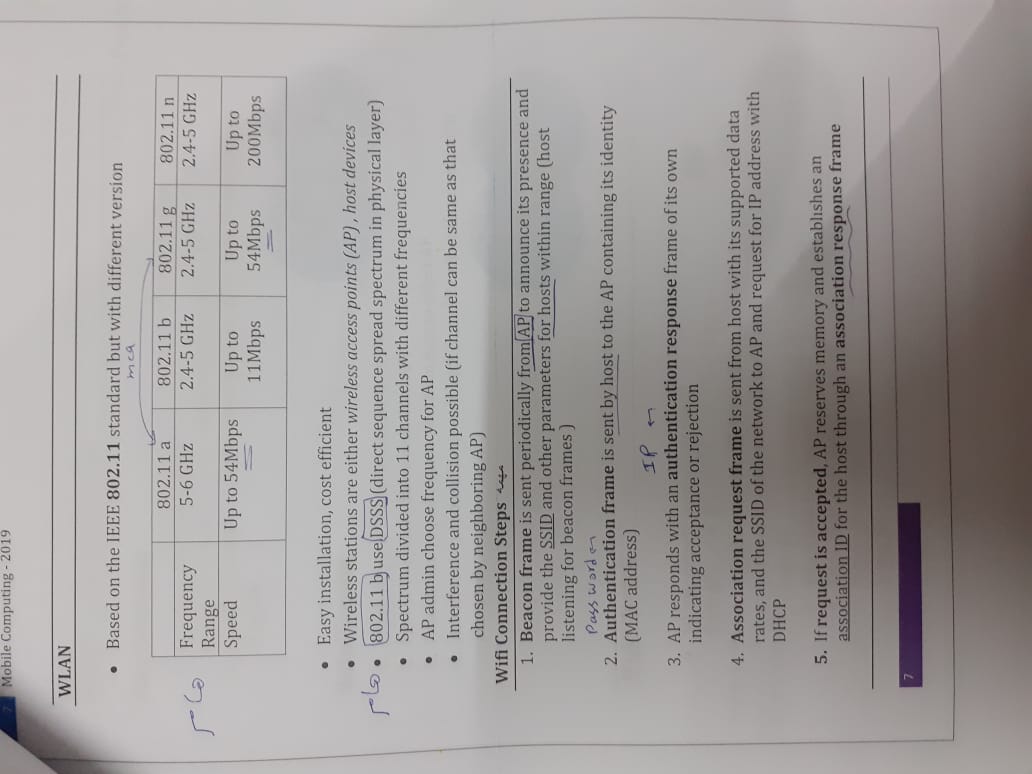 7 Mobile Computing - 2019
WLAN
• Based on the IEEE 802.11 standard but with different version
mcq
802.11 a 802.11 b 802.11 g 802.11 n
هام Frequency Range 5-6 GHz 2.4-5 GHz 2.4-5 GHz 2.4-5 GHz
Speed Up to 54Mbps Up to 11Mbps Up to 54Mbps Up to 200Mbps
• Easy installation, cost efficient
• Wireless stations are either wireless access points (AP) , host devices
هام • 802.11 b use DSSS (direct sequence spread spectrum in physical layer)
• Spectrum divided into 11 channels with different frequencies
• AP admin choose frequency for AP
• Interference and collision possible (if channel can be same as that
chosen by neighboring AP)
Wifi Connection Steps
1. Beacon frame is sent periodically from AP to announce its presence and
provide the SSID and other parameters for hosts within range (host
listening for beacon frames )
Password
2. Authentication frame is sent by host to the AP containing its identity
(MAC address)
IP
3. AP responds with an authentication response frame of its own
indicating acceptance or rejection
4. Association request frame is sent from host with its supported data
rates, and the SSID of the network to AP and request for IP address with
DHCP
5. If request is accepted, AP reserves memory and establishes an
association ID for the host through an association response frame
7